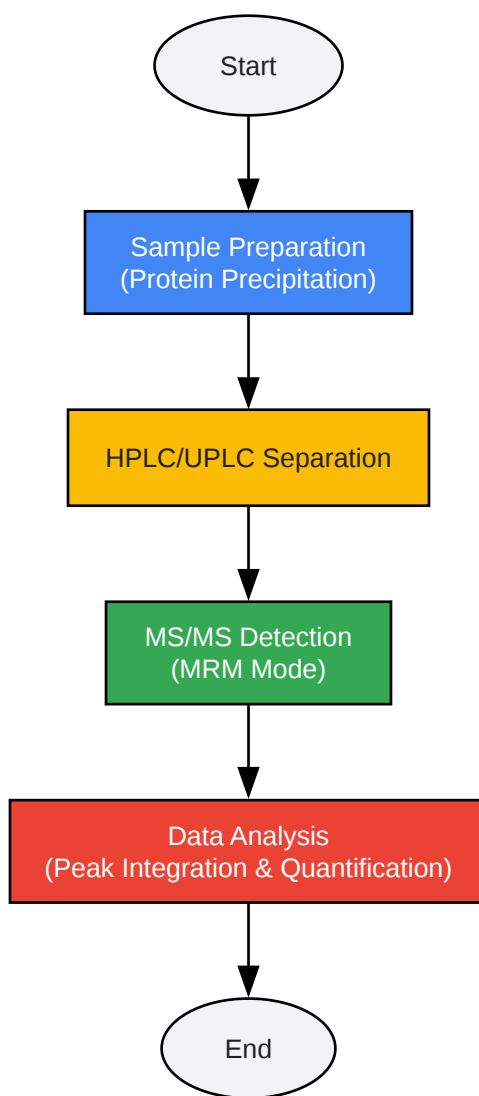 Start
Sample Preparation
(Protein Precipitation)
HPLC/UPLC Separation
MS/MS Detection
(MRM Mode)
Data Analysis
(Peak Integration & Quantification)
End